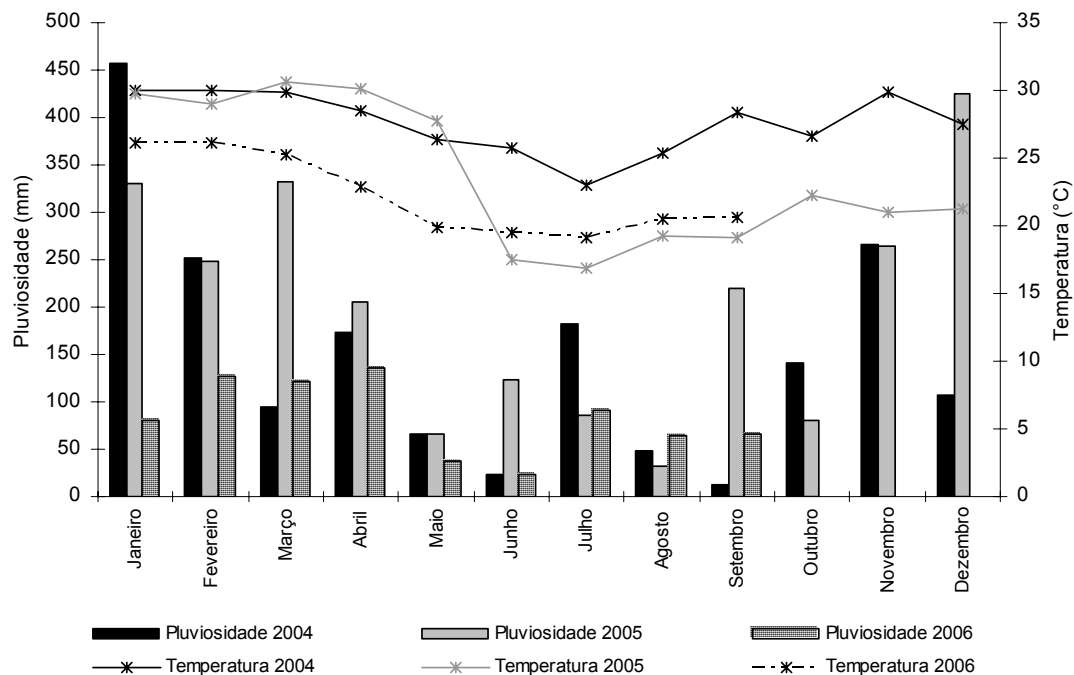 Pluviosidade (mm)
500
450
400
350
300
250
200
150
100
50
0
35
30
25
20
15
10
5
0
Temperatura (°C)
Janeiro
Fevereiro
Março
Abril
Maio
Junho
Julho
Agosto
Setembro
Outubro
Novembro
Dezembro
Pluviosidade 2004 Pluviosidade 2005 Pluviosidade 2006
Temperatura 2004 Temperatura 2005 Temperatura 2006